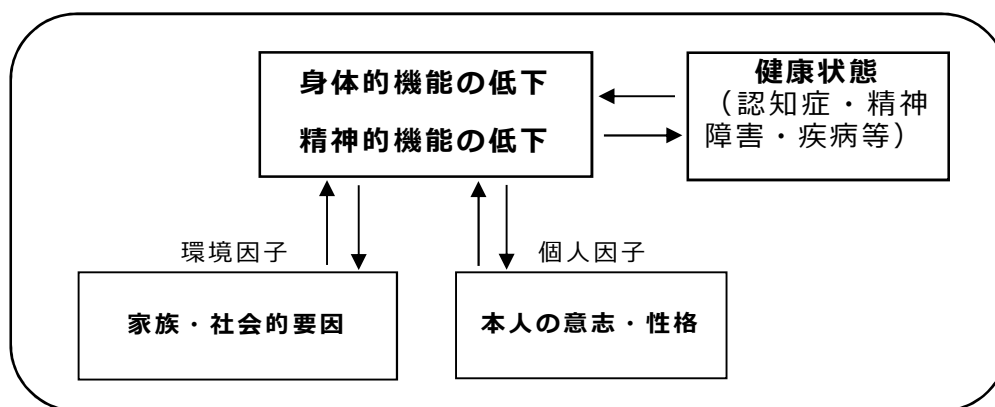 身体的機能の低下
精神的機能の低下
健康状態
（認知症・精神
障害・疾病等）
環境因子
個人因子
家族・社会的要因
本人の意志・性格